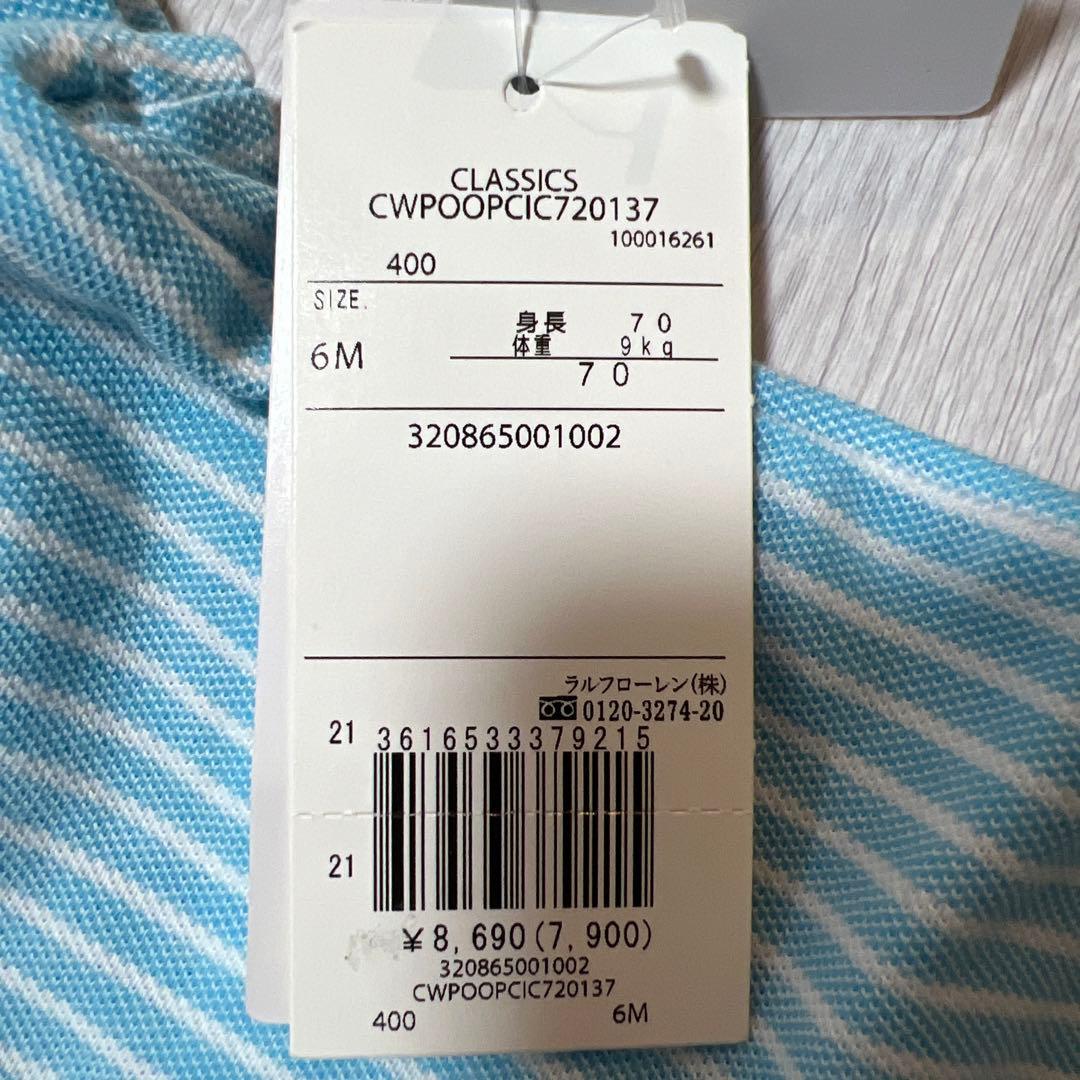 CLASSICS
CWPOOPCIC720137
100016261
400
SIZE.
身長 70
6M
体重 9kg
70
320865001002
ラルフローレン(株)
0120-3274-20
21 3616533379215
21
¥8,690(7,900)
320865001002
CWPOOPCIC720137
400 6M